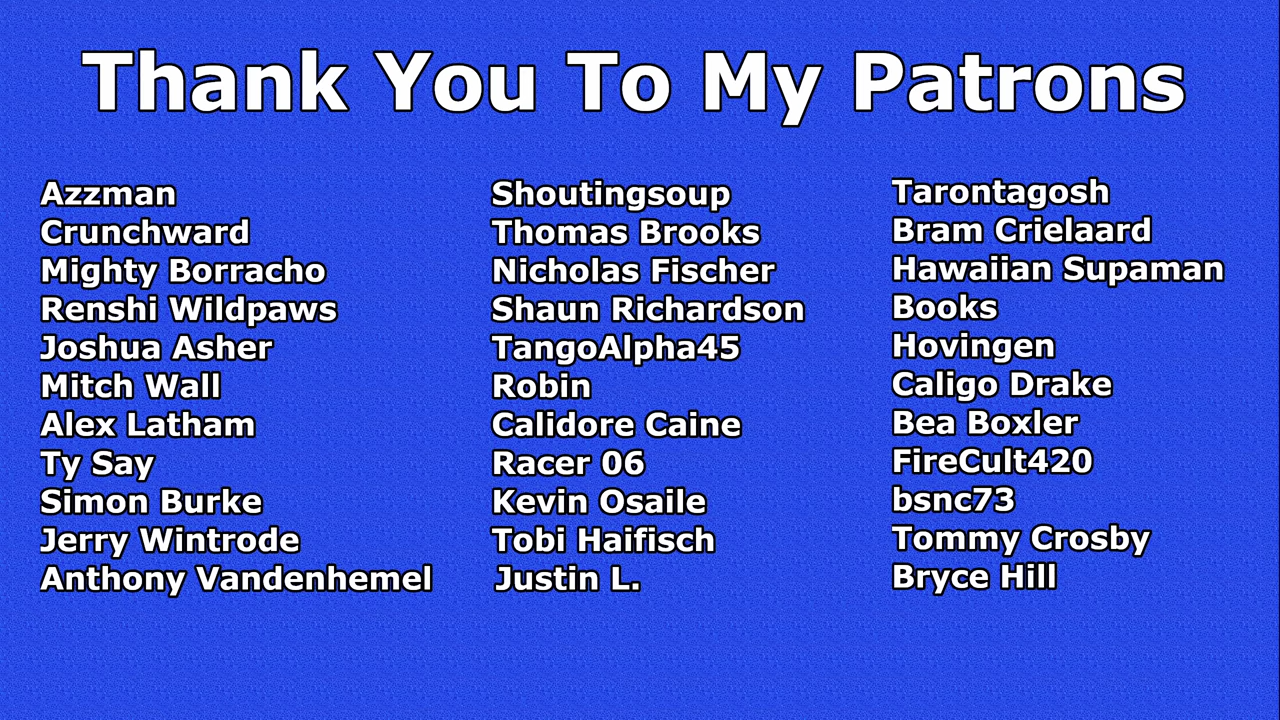 Thank You To My Patrons
Azzman
Crunchward
Mighty Borracho
Renshi Wildpaws
Joshua Asher
Mitch Wall
Alex Latham
Ty Say
Simon Burke
Jerry Wintrode
Anthony Vandenhemel
Shoutingsoup
Thomas Brooks
Nicholas Fischer
Shaun Richardson
TangoAlpha45
Robin
Calidore Caine
Racer 06
Kevin Osaile
Tobi Haifisch
Justin L.
Tarontagosh
Bram Crielaard
Hawaiian Supaman
Books
Hovingen
Caligo Drake
Bea Boxler
FireCult420
bsnc73
Tommy Crosby
Bryce Hill